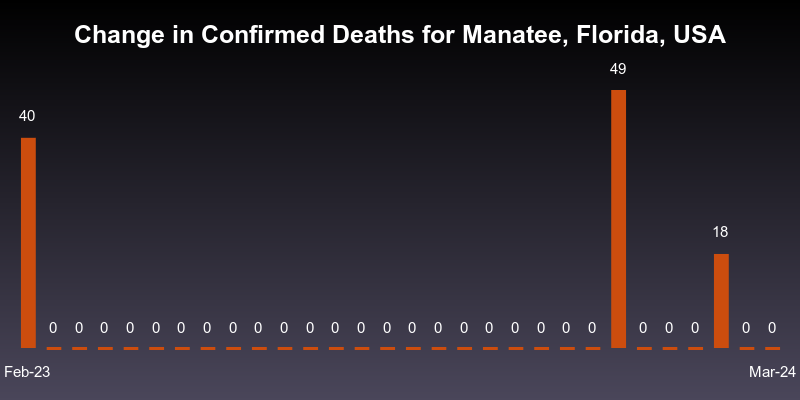 Change in Confirmed Deaths for Manatee, Florida, USA
49
40
18
0 0 0 0 0 0 0 0 0 0 0 0 0 0 0 0 0 0 0 0 0 0 0 0 0 0 0
Feb-23 Mar-24